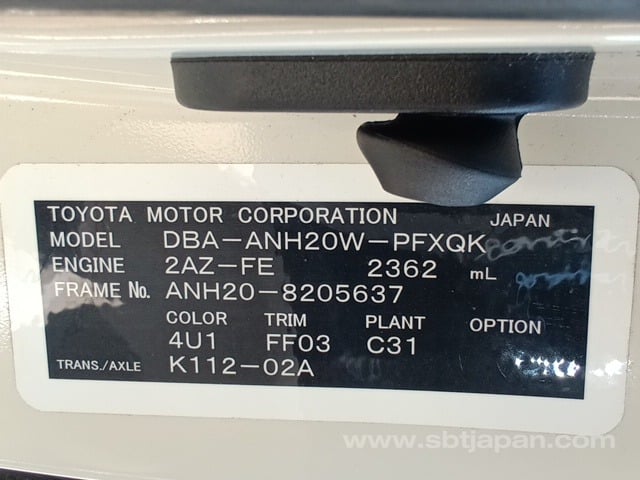 TOYOTA MOTOR CORPORATION JAPAN
MODEL DBA-ANH20W-PFXQK
ENGINE 2AZ-FE 2362 mL
FRAME No. ANH20-8205637
COLOR TRIM PLANT OPTION
4U1 FF03 C31
TRANS./AXLE K112-02A
www.sbtjapan.com